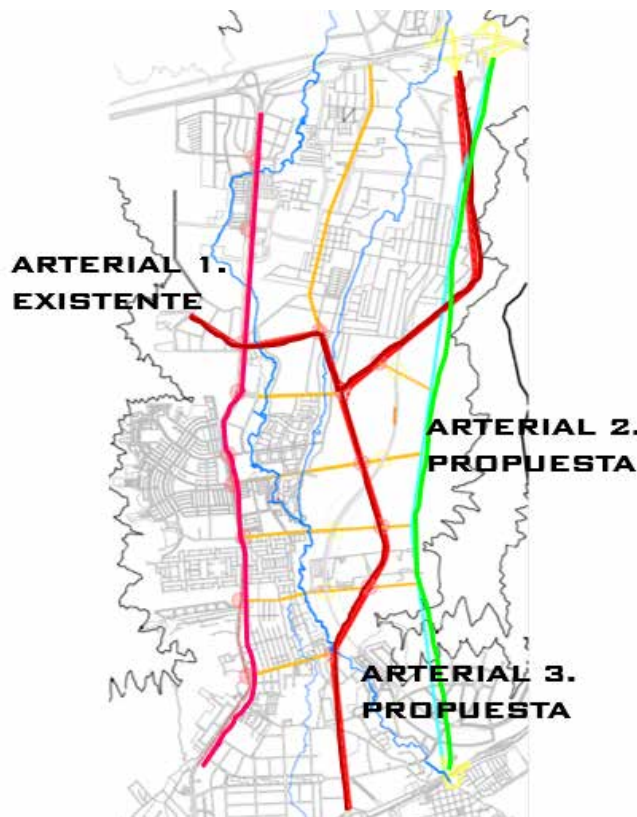 ARTERIAL 1.
EXISTENTE
ARTERIAL 2.
PROPUESTA
ARTERIAL 3.
PROPUESTA